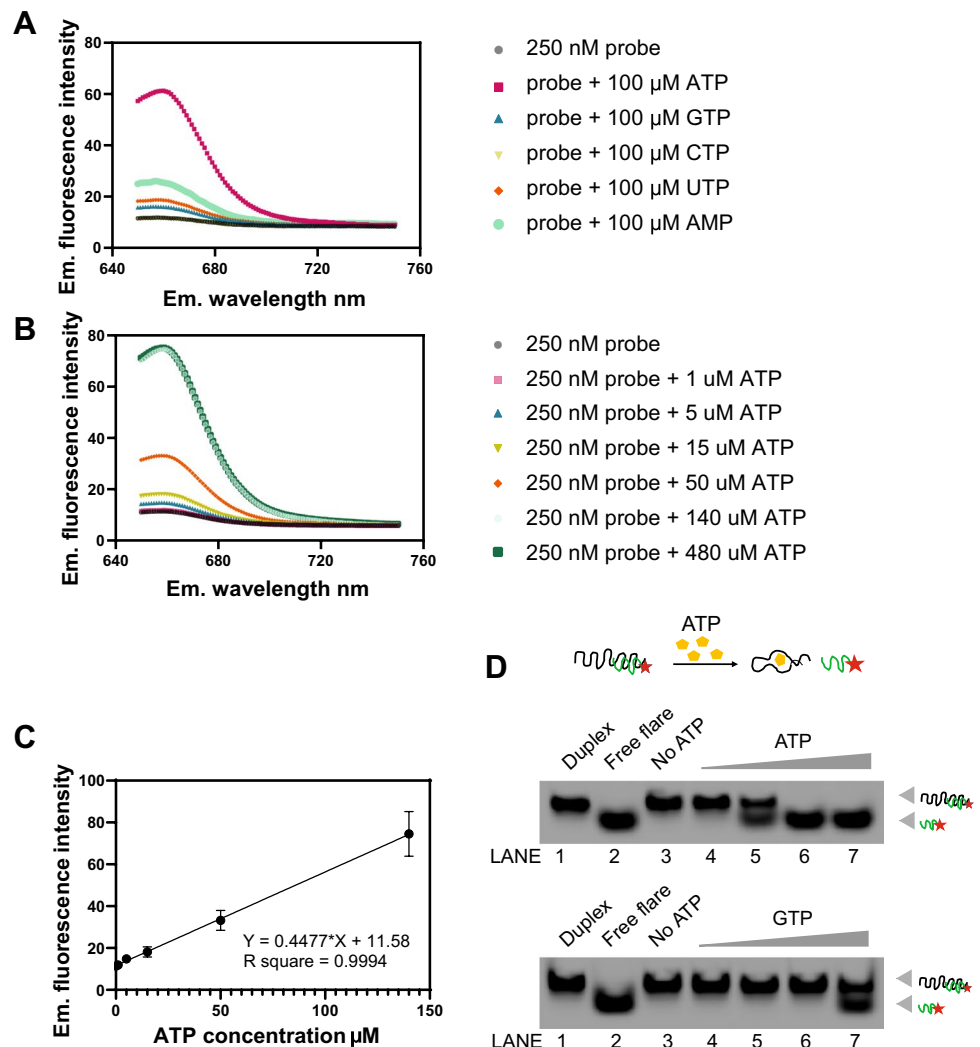 A
Em. fluorescence intensity
80
60
40
20
0
640
680
720
760
Em. wavelength nm
250 nM probe
probe + 100 µM ATP
probe + 100 µM GTP
probe + 100 µM CTP
probe + 100 µM UTP
probe + 100 µM AMP
B
Em. fluorescence intensity
80
60
40
20
0
640
680
720
760
Em. wavelength nm
250 nM probe
250 nM probe + 1 uM ATP
250 nM probe + 5 uM ATP
250 nM probe + 15 uM ATP
250 nM probe + 50 uM ATP
250 nM probe + 140 uM ATP
250 nM probe + 480 uM ATP
C
Em. fluorescence intensity
100
80
60
40
20
0
0
50
100
150
Y = 0.4477*X + 11.58
R square = 0.9994
ATP concentration µM
D
ATP
Duplex
Free flare
No ATP
ATP
LANE 1 2 3 4 5 6 7
Duplex
Free flare
No ATP
GTP
LANE 1 2 3 4 5 6 7